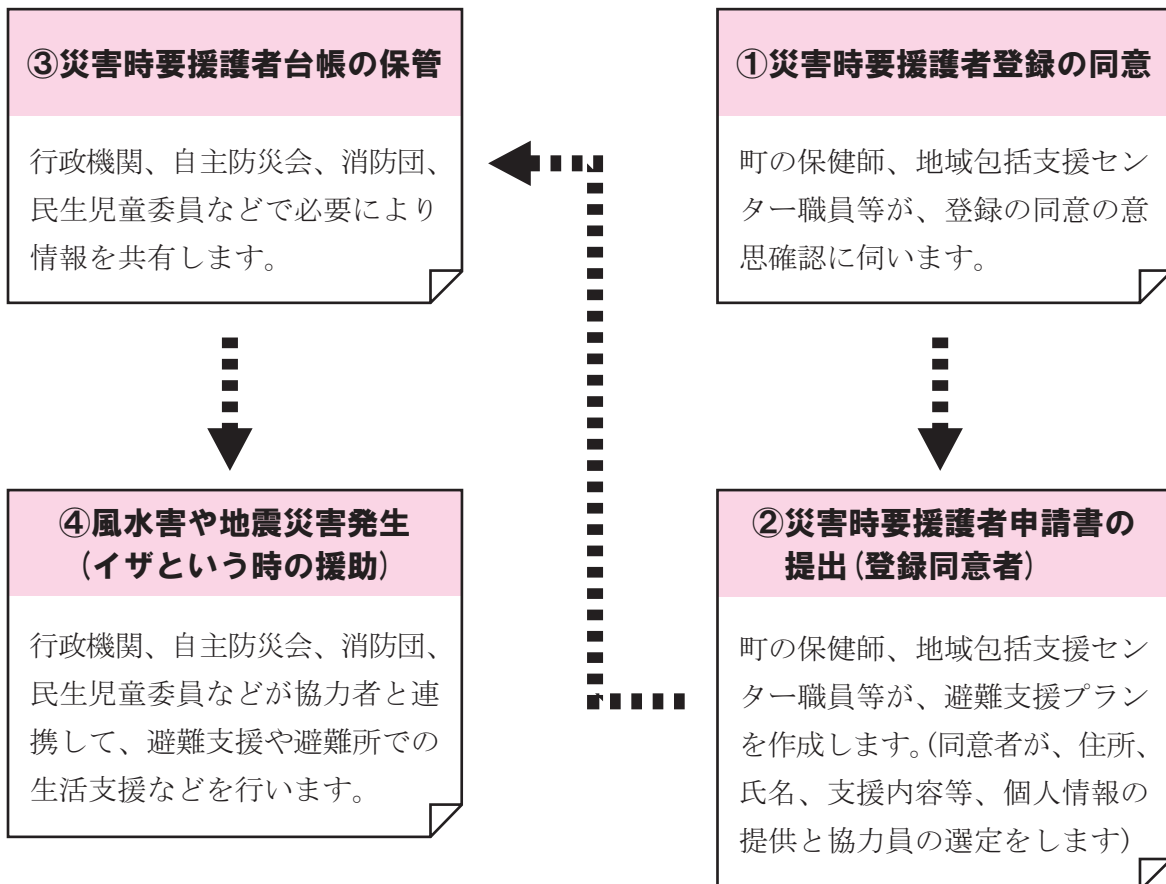 ①災害時要援護者登録の同意
町の保健師、地域包括支援セン
ター職員等が、登録の同意の意
思確認に伺います。
②災害時要援護者申請書の
提出(登録同意者)
町の保健師、地域包括支援セン
ター職員等が、避難支援プラン
を作成します。(同意者が、住所、
氏名、支援内容等、個人情報の
提供と協力員の選定をします)
③災害時要援護者台帳の保管
行政機関、自主防災会、消防団、
民生児童委員などで必要により
情報を共有します。
④風水害や地震災害発生
(イザという時の援助)
行政機関、自主防災会、消防団、
民生児童委員などが協力者と連
携して、避難支援や避難所での
生活支援などを行います。